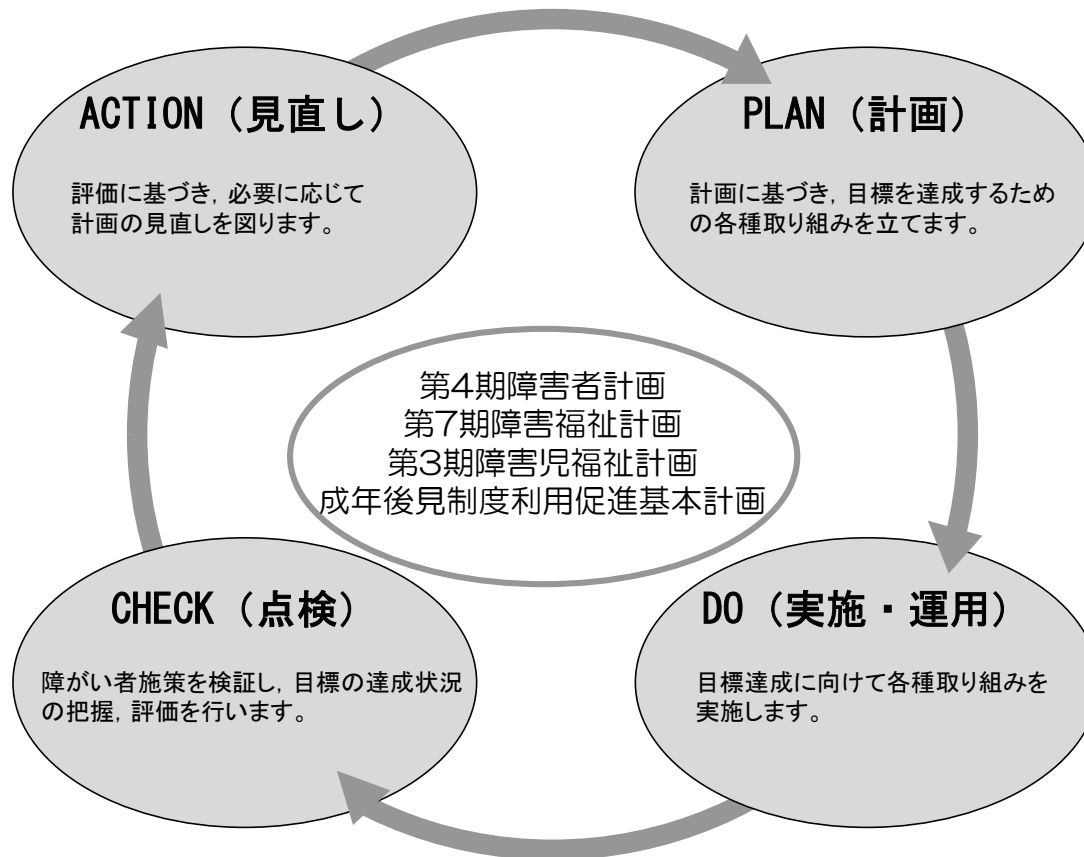 ACTION（見直し）
評価に基づき，必要に応じて
計画の見直しを図ります。
PLAN（計画）
計画に基づき，目標を達成するため
の各種取り組みを立てます。
第4期障害者計画
第7期障害福祉計画
第3期障害児福祉計画
成年後見制度利用促進基本計画
CHECK（点検）
障がい者施策を検証し，目標の達成状況
の把握，評価を行います。
DO（実施・運用）
目標達成に向けて各種取り組みを
実施します。